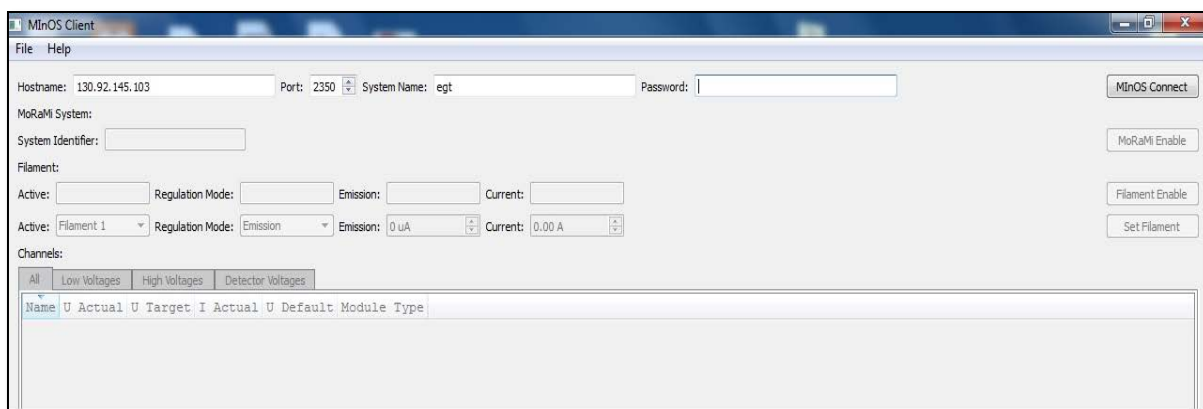 MInOS Client
File Help
Hostname: 130.92.145.103 Port: 2350 System Name: egt Password: MInOS Connect
MoRaMi System:
System Identifier: MoRaMi Enable
Filament:
Active: Regulation Mode: Emission: Current: Filament Enable
Active: Filament 1 Regulation Mode: Emission Emission: 0 uA Current: 0.00 A Set Filament
Channels:
All Low Voltages High Voltages Detector Voltages
Name U Actual U Target I Actual U Default Module Type